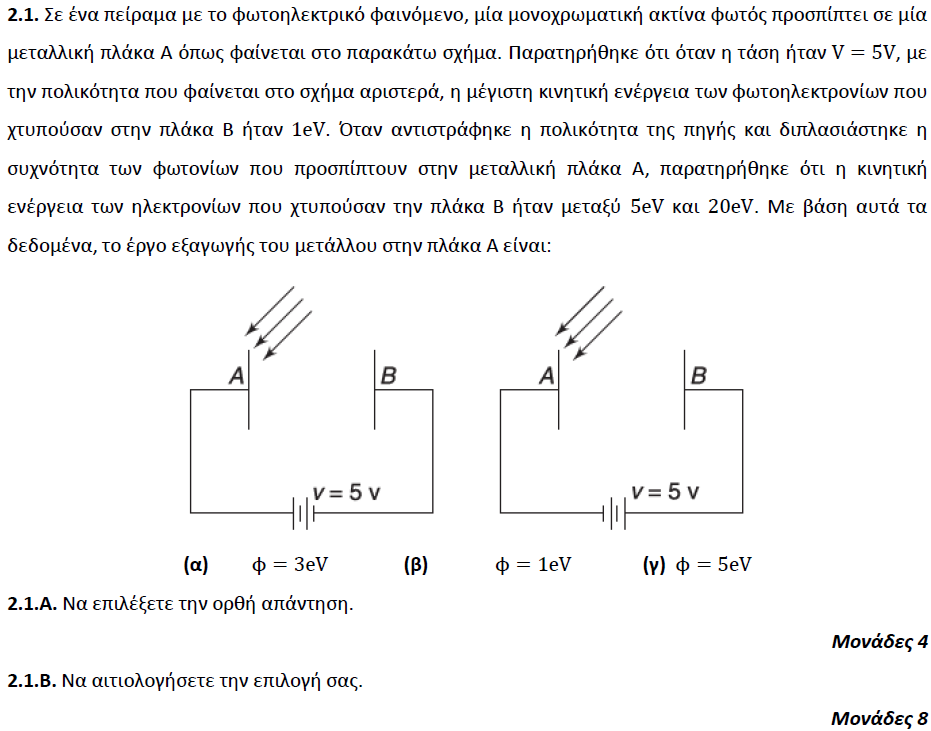 2.1. Σε ένα πείραμα με το φωτοηλεκτρικό φαινόμενο, μία μονοχρωματική ακτίνα φωτός προσπίπτει σε μία
μεταλλική πλάκα Α όπως φαίνεται στο παρακάτω σχήμα. Παρατηρήθηκε ότι όταν η τάση ήταν V = 5V, με
την πολικότητα που φαίνεται στο σχήμα αριστερά, η μέγιστη κινητική ενέργεια των φωτοηλεκτρονίων που
χτυπούσαν στην πλάκα Β ήταν 1eV. Όταν αντιστράφηκε η πολικότητα της πηγής και διπλασιάστηκε η
συχνότητα των φωτονίων που προσπίπτουν στην μεταλλική πλάκα Α, παρατηρήθηκε ότι η κινητική
ενέργεια των ηλεκτρονίων που χτυπούσαν την πλάκα Β ήταν μεταξύ 5eV και 20eV. Με βάση αυτά τα
δεδομένα, το έργο εξαγωγής του μετάλλου στην πλάκα Α είναι:
A B A B
v = 5 v v = 5 v
(α) ϕ = 3eV (β) ϕ = 1eV (γ) ϕ = 5eV
2.1.Α. Να επιλέξετε την ορθή απάντηση.
Μονάδες 4
2.1.Β. Να αιτιολογήσετε την επιλογή σας.
Μονάδες 8